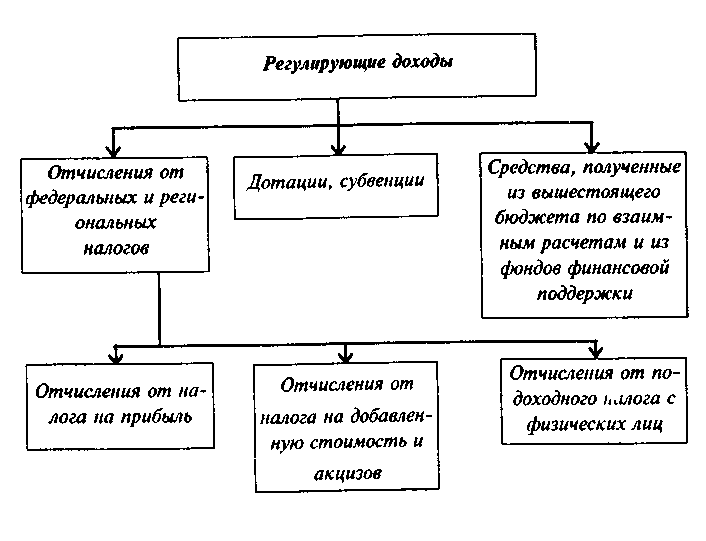 Регулирующие доходы
Отчисления от
федеральных и реги-
ональных
налогов
Дотации, субвенции
Средства, полученные
из вышестоящего
бюджета по взаим-
ным расчетам и из
фондов финансовой
поддержки
Отчисления от на-
лога на прибыль
Отчисления от
налога на добавлен-
ную стоимость и
акцизов
Отчисления от по-
доходного налога с
физических лиц